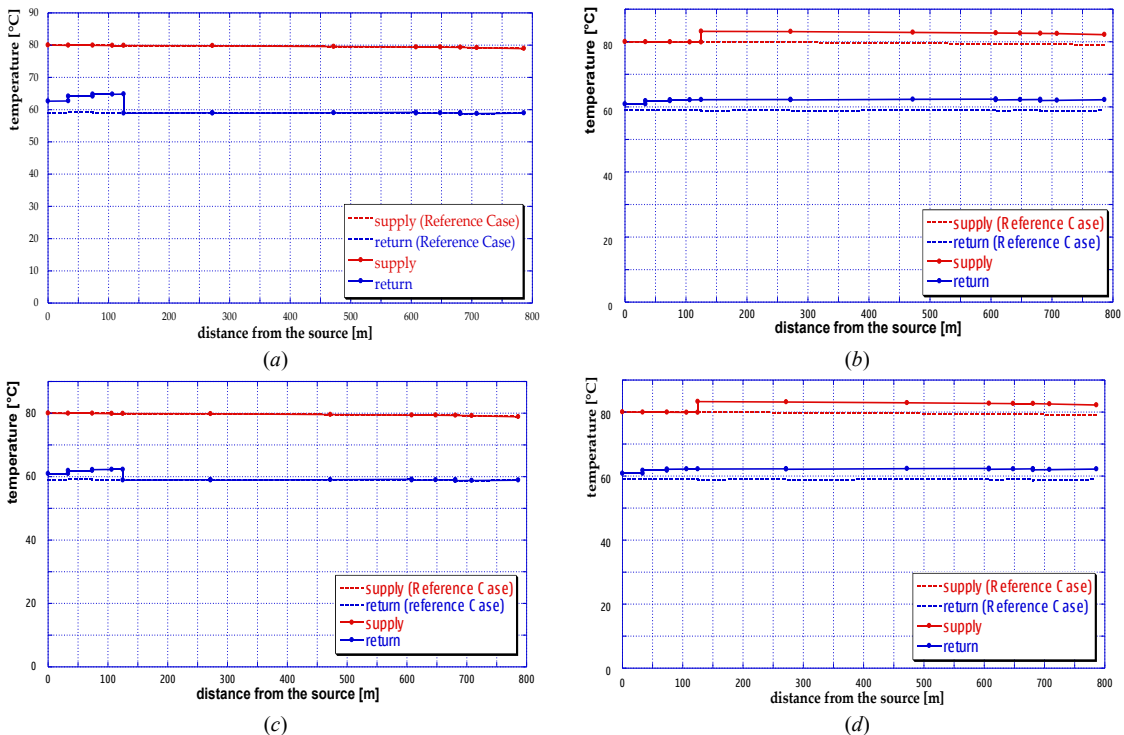 temperature [°C]
90
80
70
60
50
40
30
20
10
0
supply (Reference Case)
return (Reference Case)
supply
return
0 100 200 300 400 500 600 700 800
distance from the source [m]
(a)
temperature [°C]
80
60
40
20
0
supply (Reference Case)
return (Reference Case)
supply
return
0 100 200 300 400 500 600 700 800
distance from the source [m]
(b)
temperature [°C]
80
60
40
20
0
supply (Reference Case)
return (reference Case)
supply
return
0 100 200 300 400 500 600 700 800
distance from the source [m]
(c)
temperature [°C]
80
60
40
20
0
supply (Reference Case)
return (Reference Case)
supply
return
0 100 200 300 400 500 600 700 800
distance from the source [m]
(d)